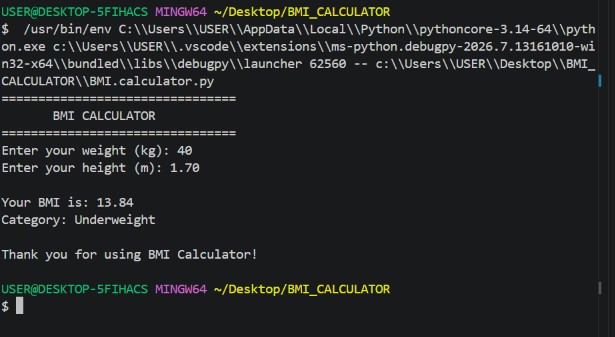 USER@DESKTOP-5FIHACS MINGW64 ~/Desktop/BMI_CALCULATOR
$  /usr/bin/env C:\\Users\\USER\\AppData\\Local\\Python\\pythoncore-3.14-64\\pyth
on.exe c:\\Users\\USER\\.vscode\\extensions\\ms-python.debugpy-2026.7.13161010-wi
n32-x64\\bundled\\libs\\debugpy\\launcher 62560 -- c:\\Users\\USER\\Desktop\\BMI_
CALCULATOR\\BMI.calculator.py
==============================
       BMI CALCULATOR
==============================
Enter your weight (kg): 40
Enter your height (m): 1.70

Your BMI is: 13.84
Category: Underweight

Thank you for using BMI Calculator!

USER@DESKTOP-5FIHACS MINGW64 ~/Desktop/BMI_CALCULATOR
$